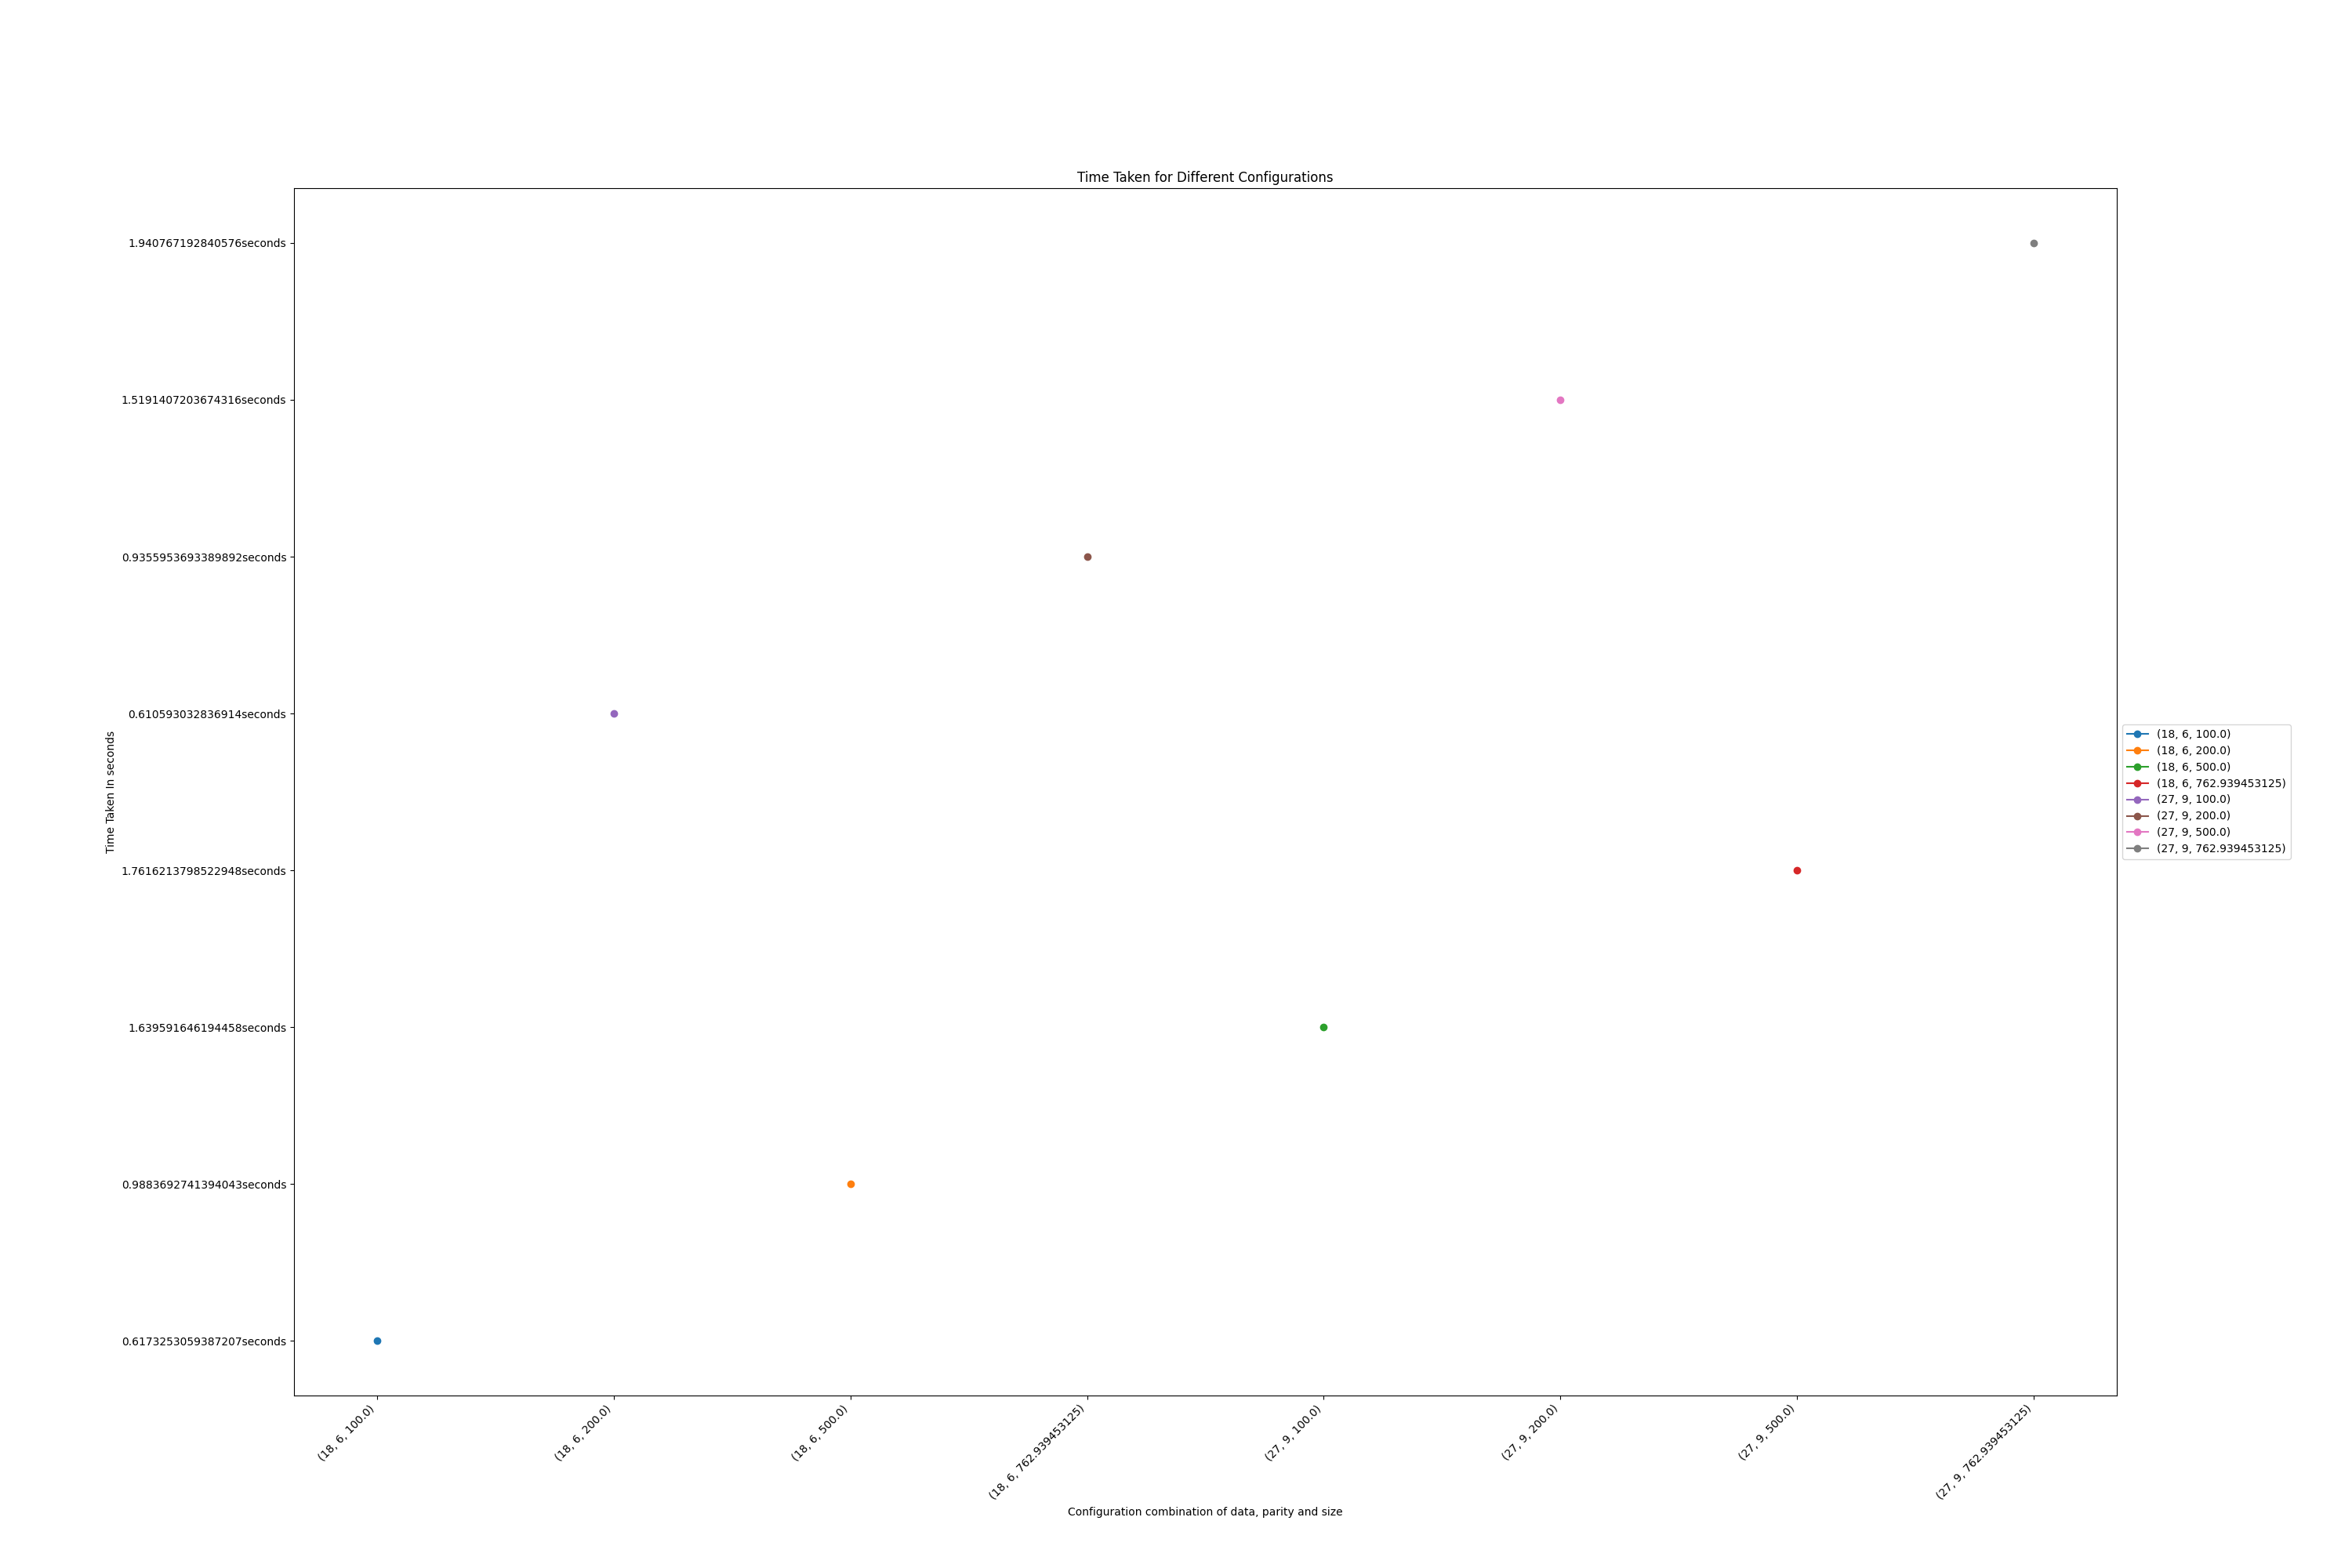 Time Taken for Different Configurations
1.940767192840576seconds
1.5191407203674316seconds
0.9355953693389892seconds
0.610593032836914seconds
1.7616213798522948seconds
1.639591646194458seconds
0.9883692741394043seconds
0.6173253059387207seconds
Time Taken In seconds
(18, 6, 100.0)
(18, 6, 200.0)
(18, 6, 500.0)
(18, 6, 762.939453125)
(27, 9, 100.0)
(27, 9, 200.0)
(27, 9, 500.0)
(27, 9, 762.939453125)
(18, 6, 100.0)
(18, 6, 200.0)
(18, 6, 500.0)
(18, 6, 762.939453125)
(27, 9, 100.0)
(27, 9, 200.0)
(27, 9, 500.0)
(27, 9, 762.939453125)
Configuration combination of data, parity and size